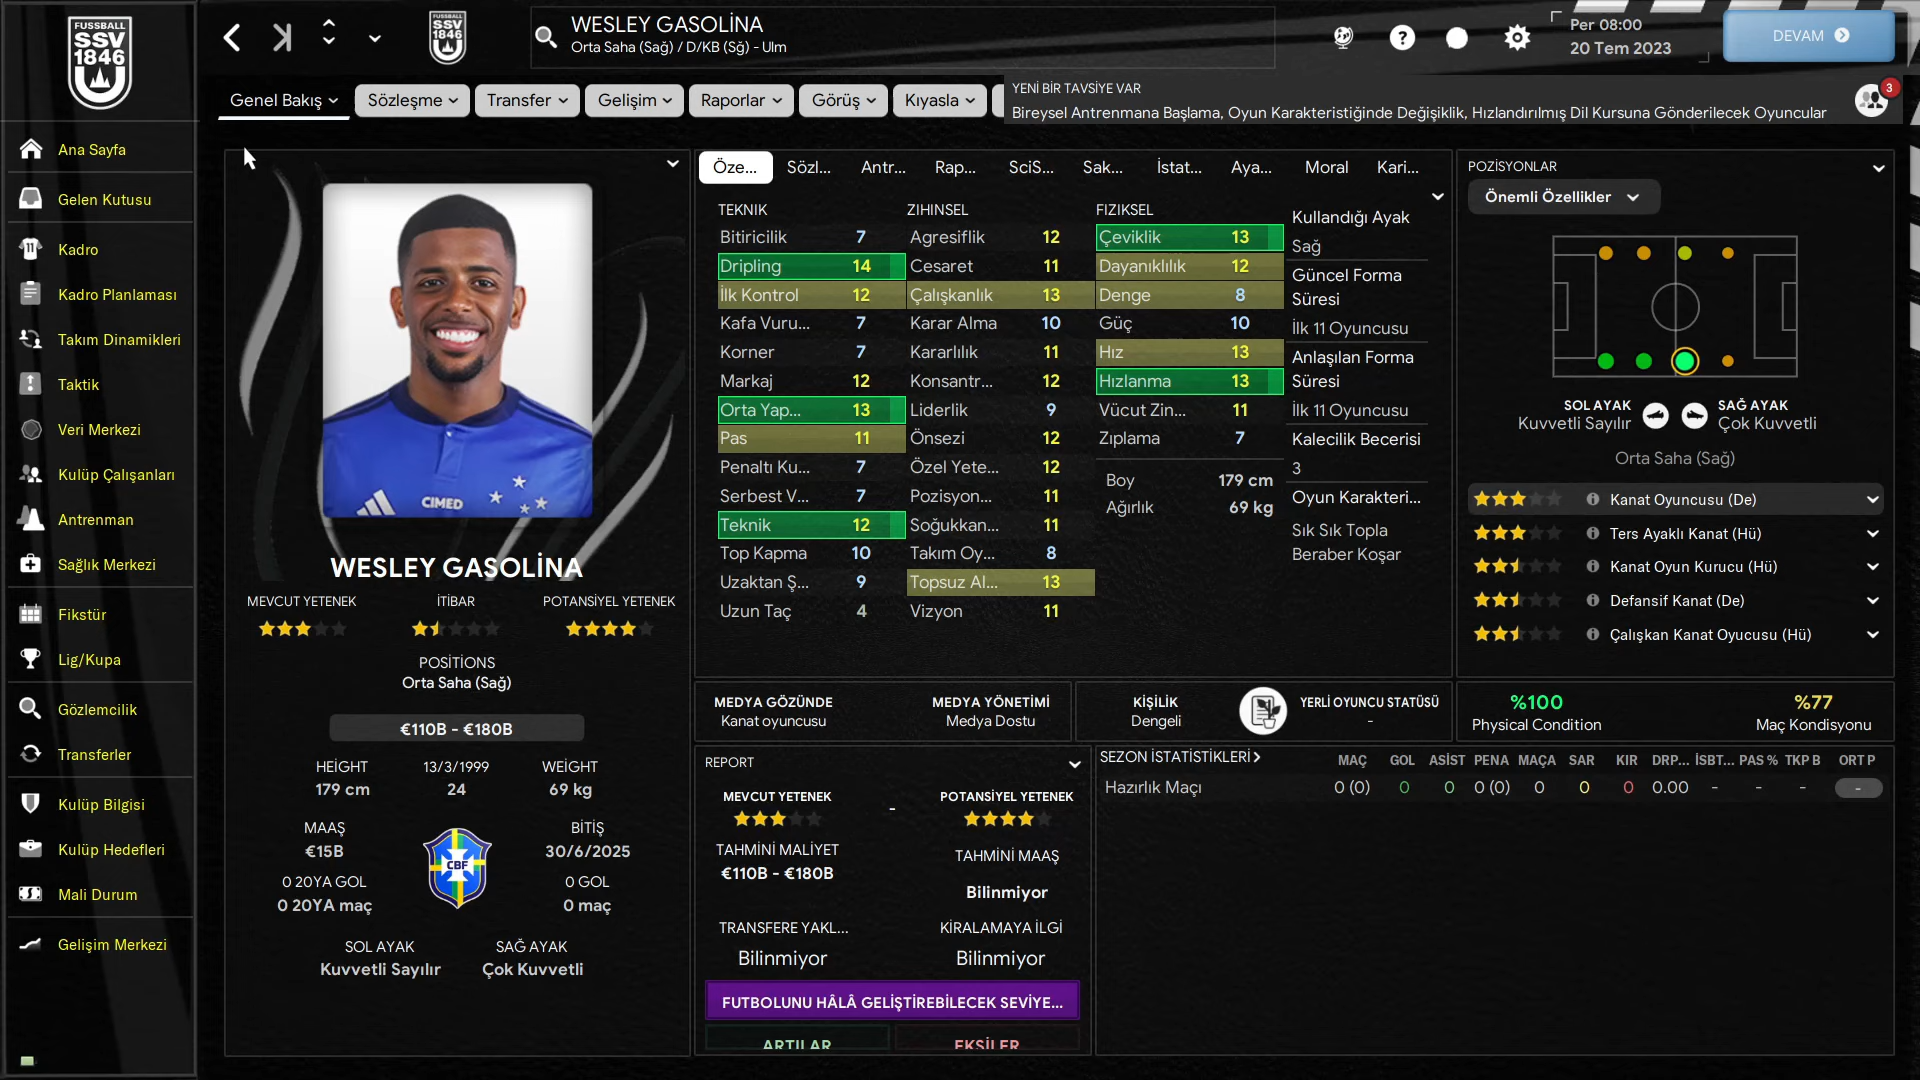 FUSSBALL
SSV
1846
FUSSBALL
SSV
1846
WESLEY GASOLİNA
Orta Saha (Sağ) / D/KB (Sğ) - Ulm
Per 08:00
20 Tem 2023
DEVAM
Genel Bakış
Sözleşme
Transfer
Gelişim
Raporlar
Görüş
Kıyasla
YENİ BİR TAVSİYE VAR
Bireysel Antrenmana Başlama, Oyun Karakteristiğinde Değişiklik, Hızlandırılmış Dil Kursuna Gönderilecek Oyuncular
3
Ana Sayfa
Gelen Kutusu
Kadro
Kadro Planlaması
Takım Dinamikleri
Taktik
Veri Merkezi
Kulüp Çalışanları
Antrenman
Sağlık Merkezi
Fikstür
Lig/Kupa
Gözlemcilik
Transferler
Kulüp Bilgisi
Kulüp Hedefleri
Mali Durum
Gelişim Merkezi
CIMED
WESLEY GASOLİNA
MEVCUT YETENEK İTİBAR POTANSİYEL YETENEK
POSITIONS
Orta Saha (Sağ)
€110B - €180B
HEIGHT 13/3/1999 WEIGHT
179 cm 24 69 kg
MAAŞ BİTİŞ
€15B 30/6/2025
CBF
0 20YA GOL 0 GOL
0 20YA maç 0 maç
SOL AYAK SAĞ AYAK
Kuvvetli Sayılır Çok Kuvvetli
Öze... Sözl... Antr... Rap... SciS... Sak... İstat... Aya... Moral Kari...
TEKNIK
Bitiricilik 7
Dripling 14
İlk Kontrol 12
Kafa Vuru... 7
Korner 7
Markaj 12
Orta Yap... 13
Pas 11
Penaltı Ku... 7
Serbest V... 7
Teknik 12
Top Kapma 10
Uzaktan Ş... 9
Uzun Taç 4
ZIHINSEL
Agresiflik 12
Cesaret 11
Çalışkanlık 13
Karar Alma 10
Kararlılık 11
Konsantr... 12
Liderlik 9
Önsezi 12
Özel Yete... 12
Pozisyon... 11
Soğukkan... 11
Takım Oy... 8
Topsuz Al... 13
Vizyon 11
FIZIKSEL
Çeviklik 13
Dayanıklılık 12
Denge 8
Güç 10
Hız 13
Hızlanma 13
Vücut Zin... 11
Zıplama 7
Boy 179 cm
Ağırlık 69 kg
Kullandığı Ayak
Sağ
Güncel Forma
Süresi
İlk 11 Oyuncusu
Anlaşılan Forma
Süresi
İlk 11 Oyuncusu
Kalecilik Becerisi
3
Oyun Karakteri...
Sık Sık Topla
Beraber Koşar
POZİSYONLAR
Önemli Özellikler
SOL AYAK
Kuvvetli Sayılır
SAĞ AYAK
Çok Kuvvetli
Orta Saha (Sağ)
Kanat Oyuncusu (De)
Ters Ayaklı Kanat (Hü)
Kanat Oyun Kurucu (Hü)
Defansif Kanat (De)
Çalışkan Kanat Oyucusu (Hü)
MEDYA GÖZÜNDE
Kanat oyuncusu
MEDYA YÖNETİMİ
Medya Dostu
KİŞİLİK
Dengeli
YERLİ OYUNCU STATÜSÜ
-
%100
Physical Condition
%77
Maç Kondisyonu
REPORT
MEVCUT YETENEK - POTANSİYEL YETENEK
TAHMİNİ MALİYET TAHMİNİ MAAŞ
€110B - €180B Bilinmiyor
TRANSFERE YAKL... KİRALAMAYA İLGİ
Bilinmiyor Bilinmiyor
FUTBOLUNU HÂLÂ GELİŞTİREBİLECEK SEVİYE...
ARTILAR EKSİLER
SEZON İSTATİSTİKLERİ MAÇ GOL ASİST PENA MAÇA SAR KIR DRP... İSBT... PAS % TKP B ORT P
Hazırlık Maçı 0 (0) 0 0 0 (0) 0 0 0 0.00 - - - -